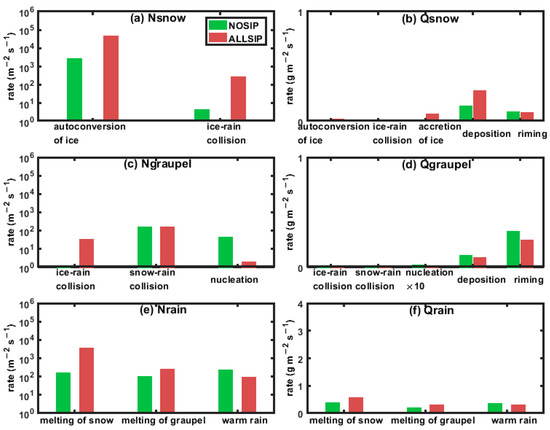 (a) Nsnow
NOSIP
ALLSIP
rate (m⁻² s⁻¹)
10⁶
10⁵
10⁴
10³
10²
10¹
10⁰
autoconversion
of ice
ice-rain
collision
(b) Qsnow
rate (g m⁻² s⁻¹)
1
0
autoconversion
of ice
ice-rain
collision
accretion
of ice
deposition
riming
(c) Ngraupel
rate (m⁻² s⁻¹)
10⁶
10⁵
10⁴
10³
10²
10¹
10⁰
ice-rain
collision
snow-rain
collision
nucleation
(d) Qgraupel
rate (g m⁻² s⁻¹)
1
0
ice-rain
collision
snow-rain
collision
nucleation
×10
deposition
riming
(e) Nrain
rate (m⁻² s⁻¹)
10⁶
10⁵
10⁴
10³
10²
10¹
10⁰
melting of snow
melting of graupel
warm rain
(f) Qrain
rate (g m⁻² s⁻¹)
4
3
2
1
0
melting of snow
melting of graupel
warm rain